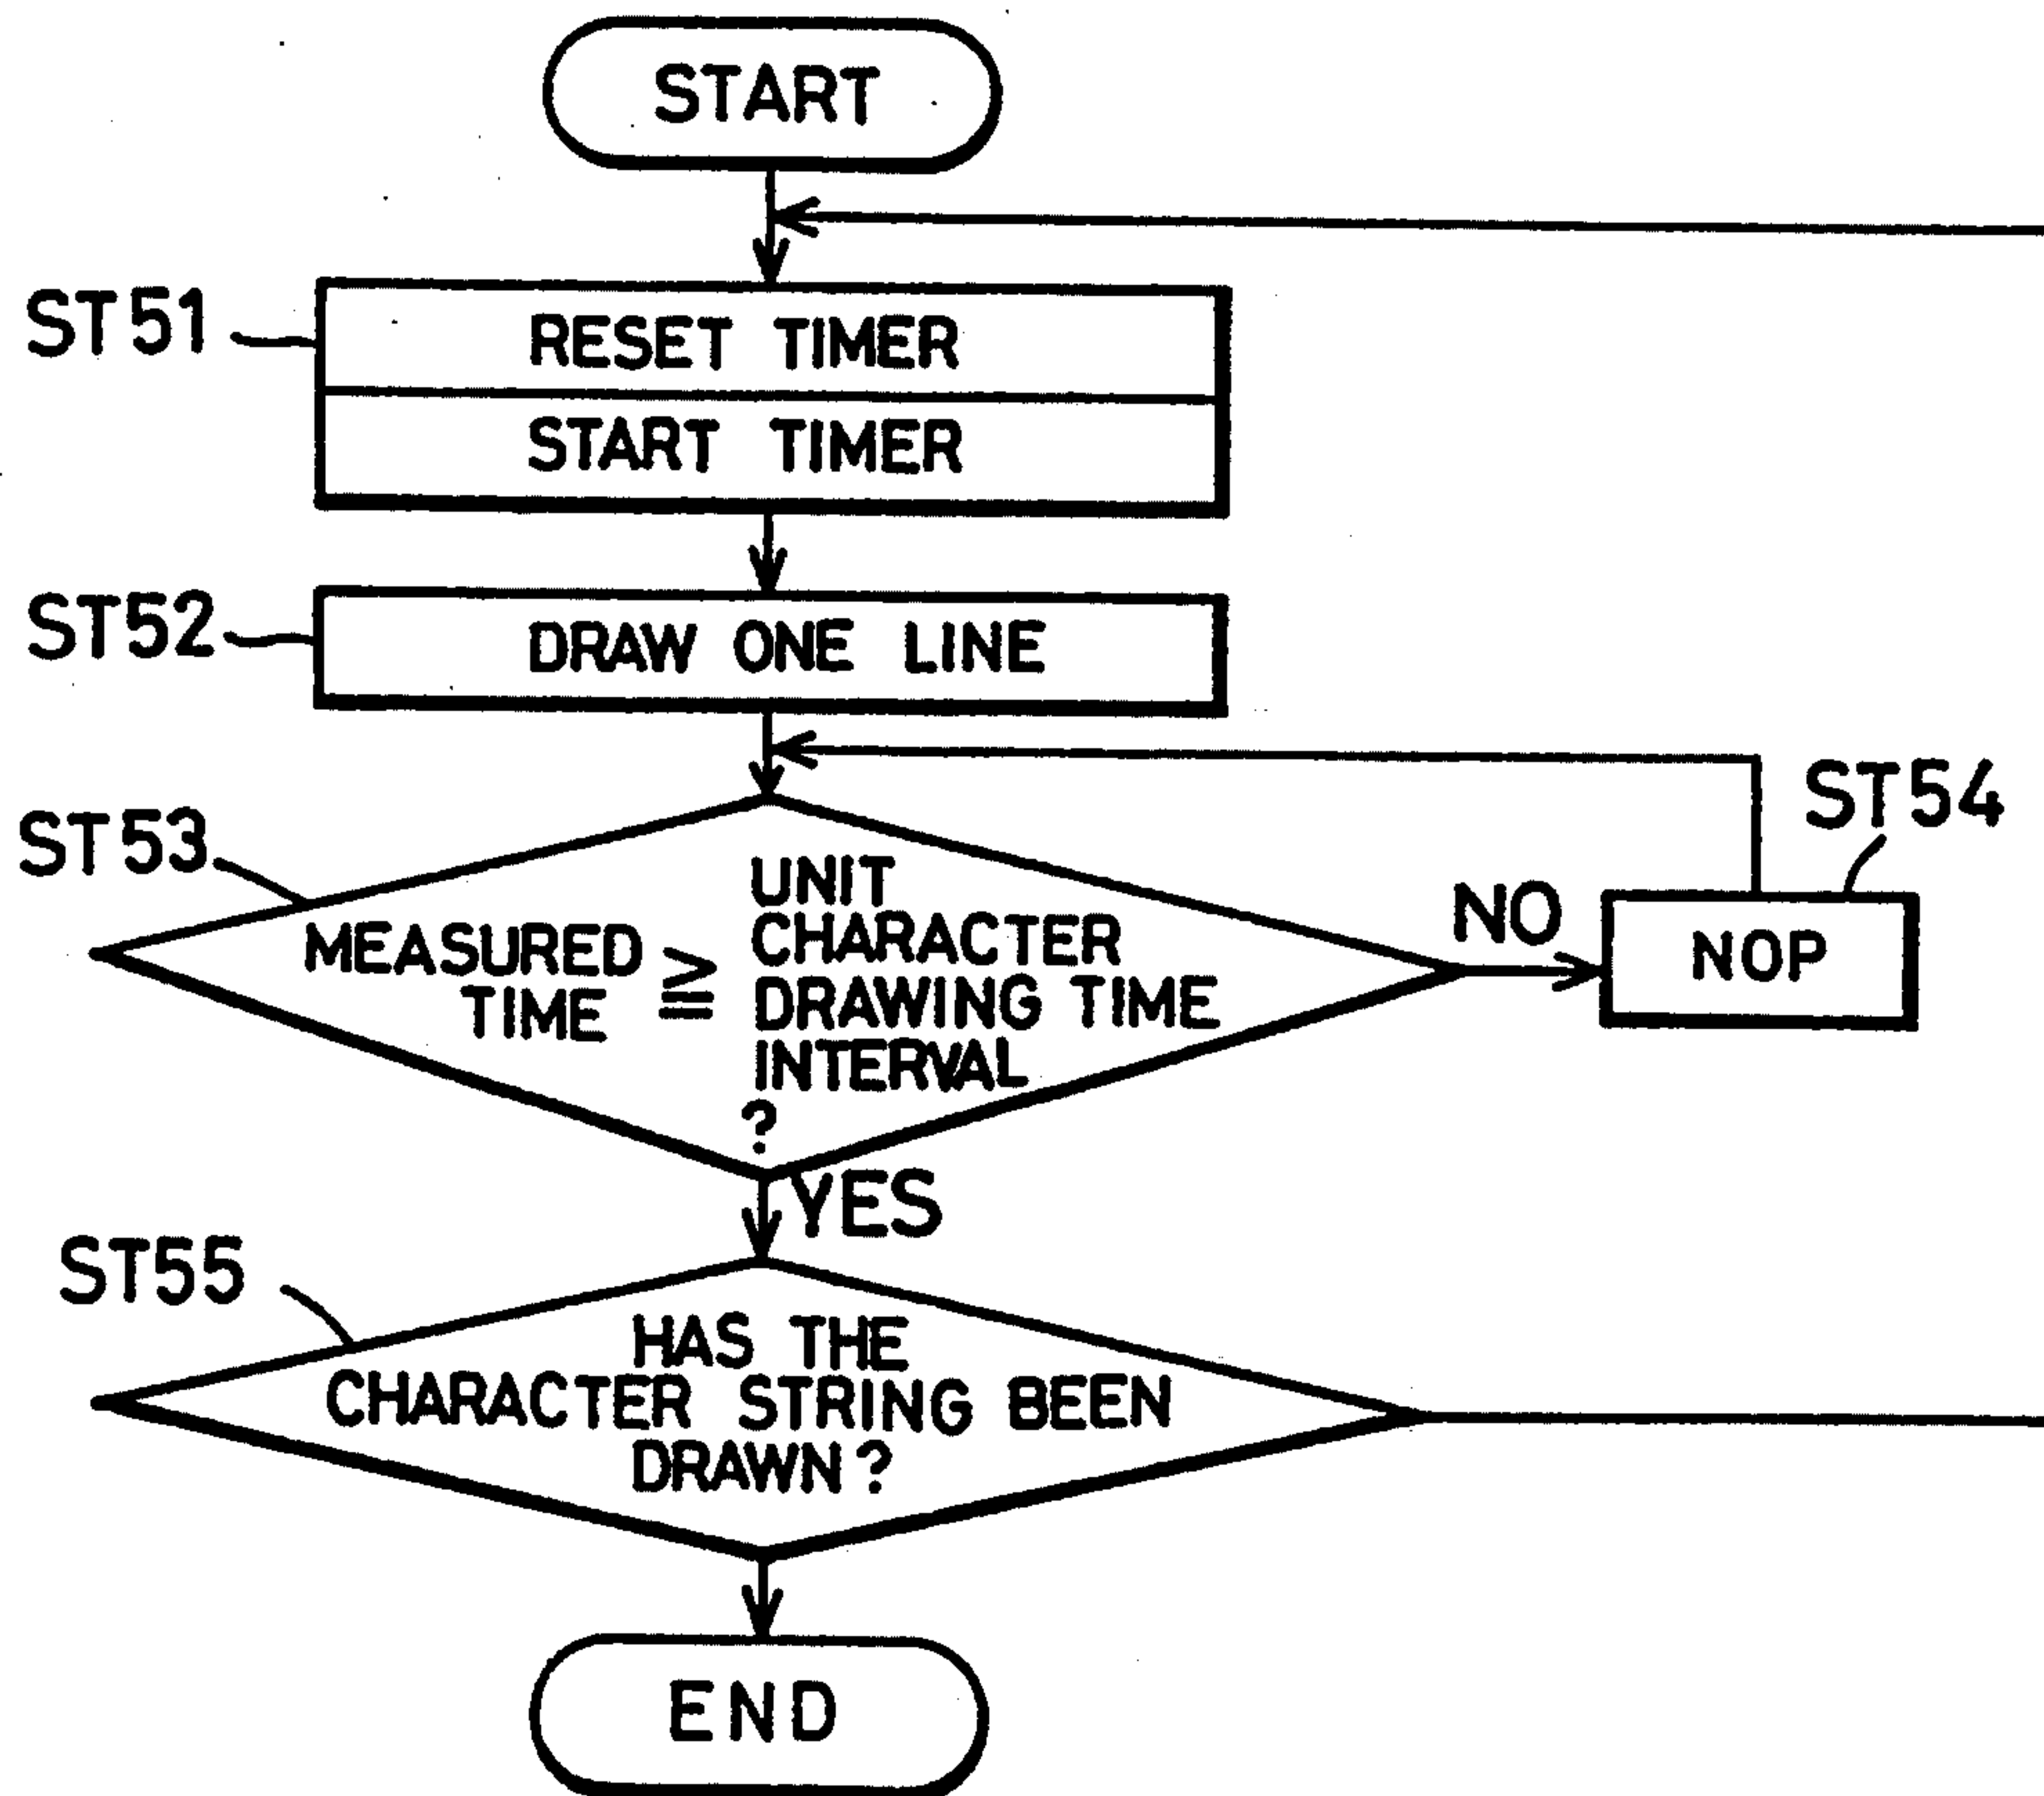 START
ST51
RESET TIMER
START TIMER
ST52
DRAW ONE LINE
ST53
MEASURED
TIME
≧
UNIT
CHARACTER
DRAWING TIME
INTERVAL
?
NO
ST54
NOP
YES
ST55
HAS THE
CHARACTER STRING BEEN
DRAWN?
END